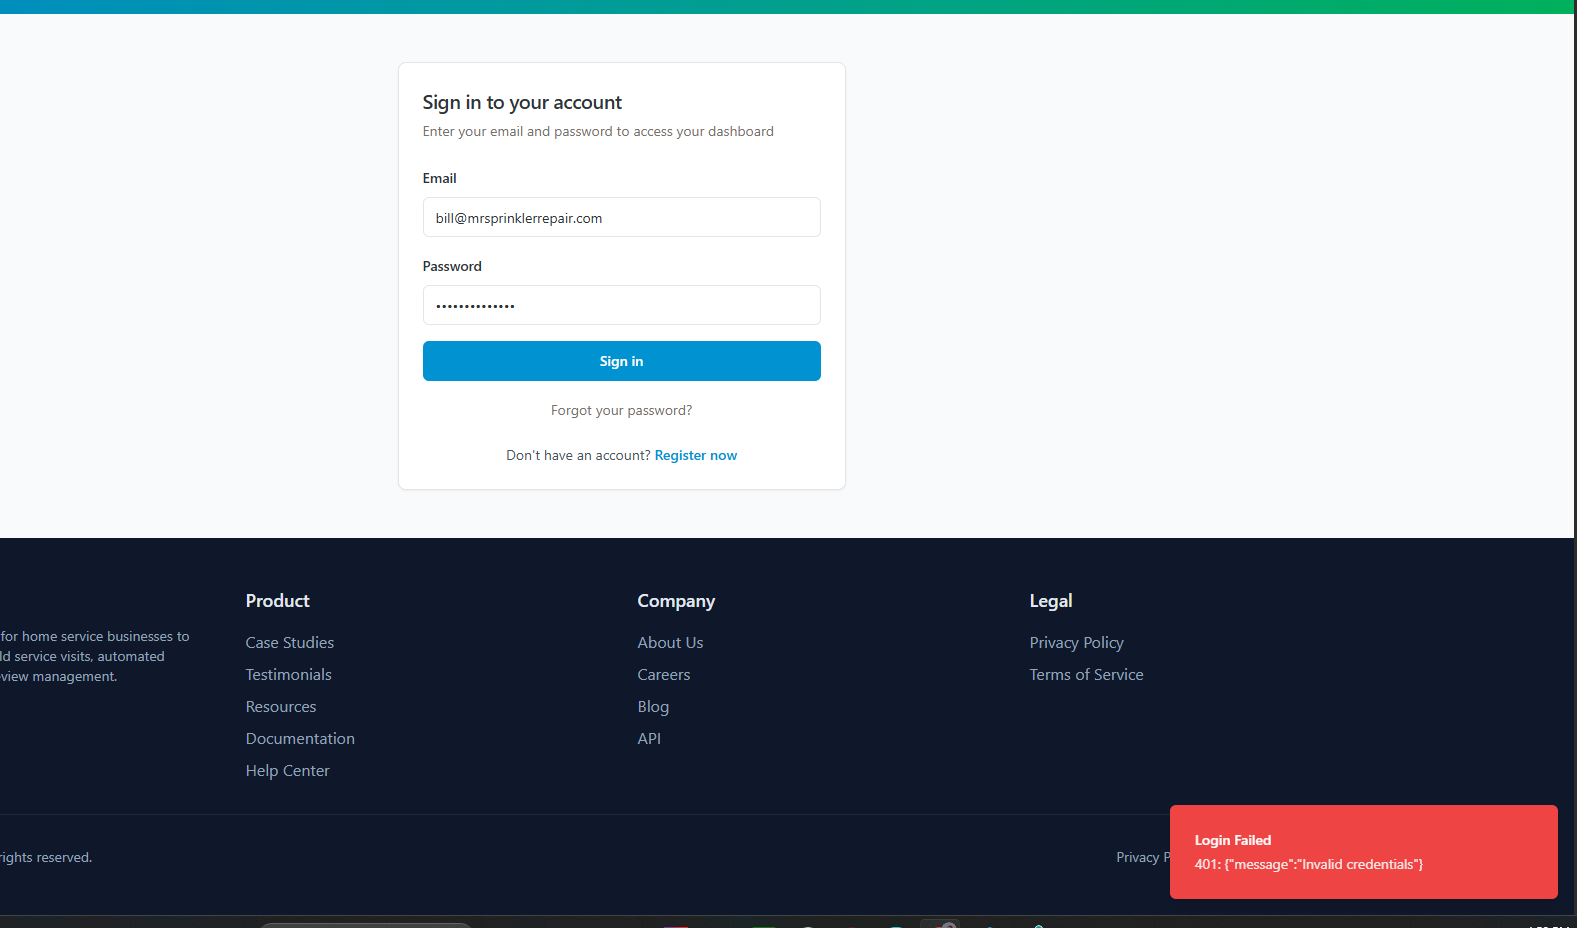 Sign in to your account
Enter your email and password to access your dashboard
Email
bill@mrsprinklerrepair.com
Password
••••••••••••••
Sign in
Forgot your password?
Don't have an account? Register now
for home service businesses to
ld service visits, automated
view management.
Product
Case Studies
Testimonials
Resources
Documentation
Help Center
Company
About Us
Careers
Blog
API
Legal
Privacy Policy
Terms of Service
rights reserved.
Privacy P
Login Failed
401: {"message":"Invalid credentials"}